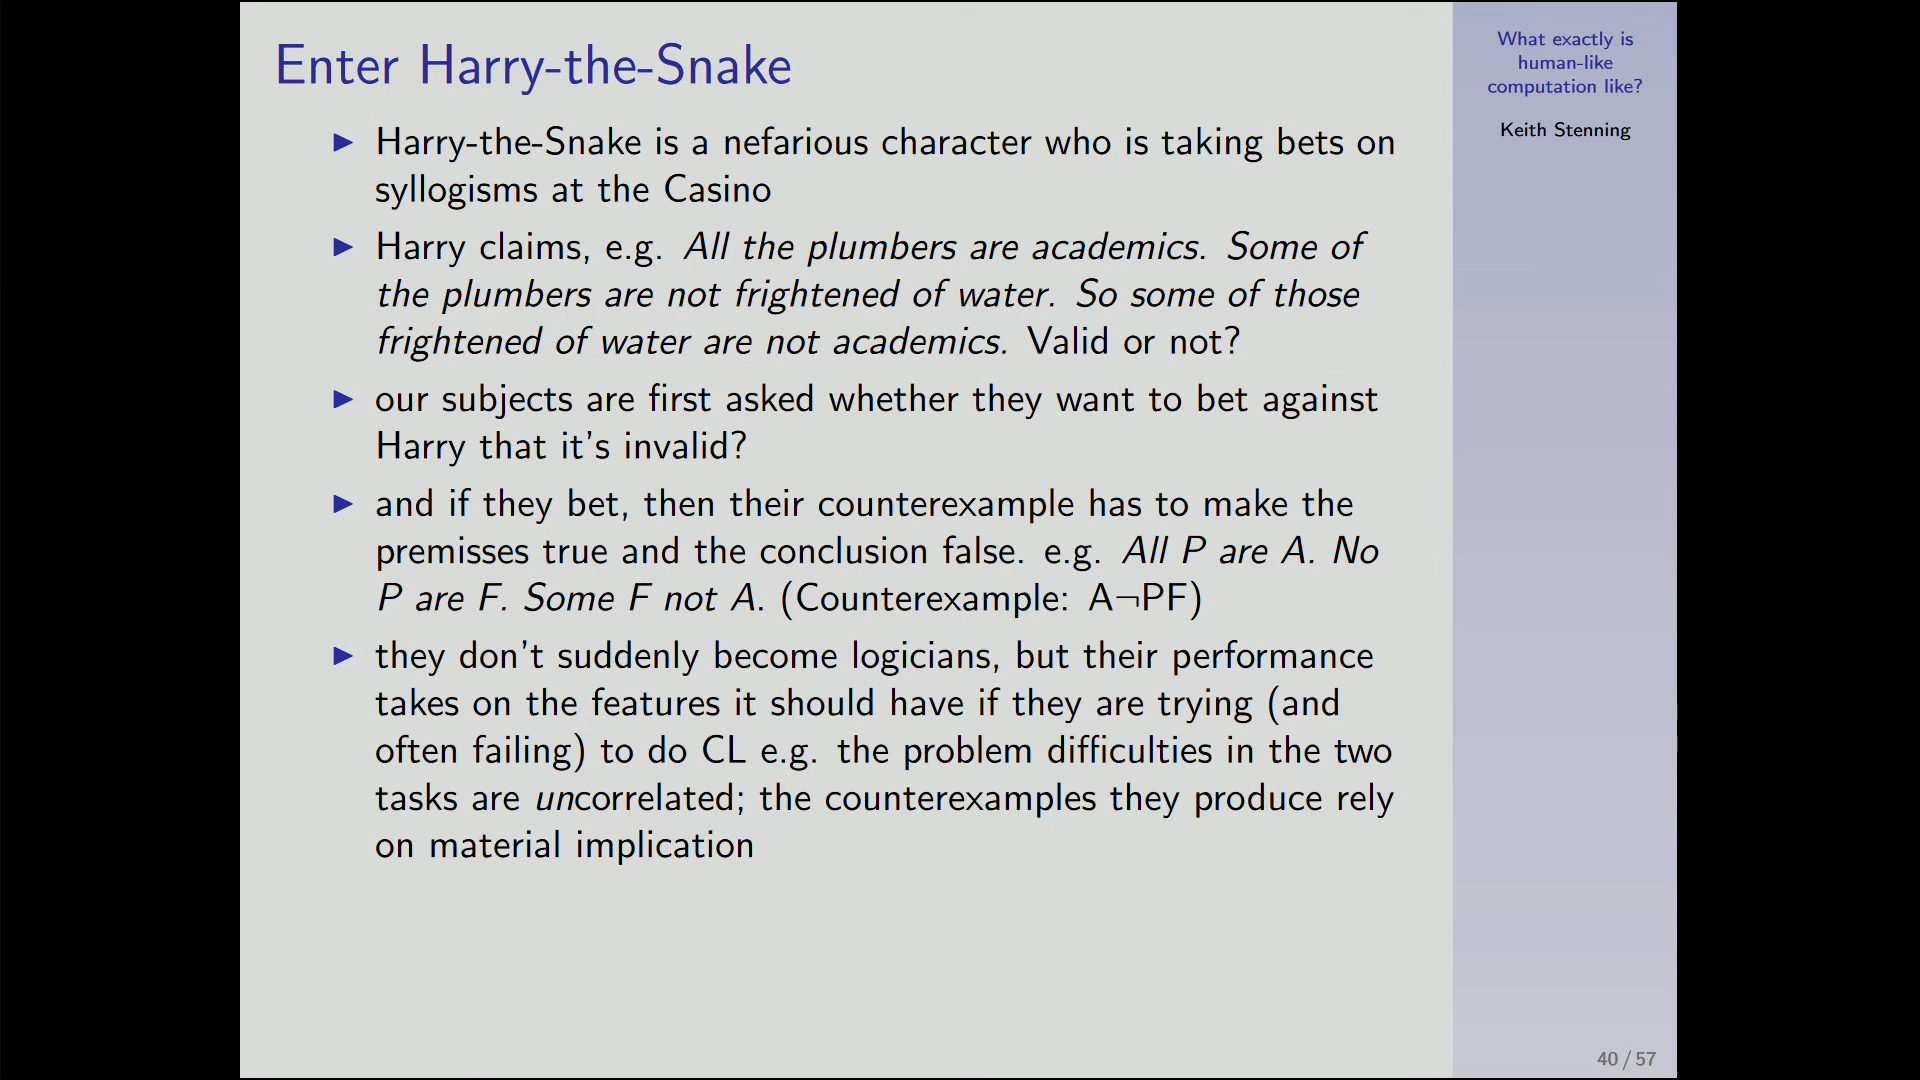 Enter Harry-the-Snake
▶ Harry-the-Snake is a nefarious character who is taking bets on
syllogisms at the Casino
▶ Harry claims, e.g. All the plumbers are academics. Some of
the plumbers are not frightened of water. So some of those
frightened of water are not academics. Valid or not?
▶ our subjects are first asked whether they want to bet against
Harry that it's invalid?
▶ and if they bet, then their counterexample has to make the
premisses true and the conclusion false. e.g. All P are A. No
P are F. Some F not A. (Counterexample: A¬PF)
▶ they don't suddenly become logicians, but their performance
takes on the features it should have if they are trying (and
often failing) to do CL e.g. the problem difficulties in the two
tasks are uncorrelated; the counterexamples they produce rely
on material implication
What exactly is
human-like
computation like?
Keith Stenning
40 / 57